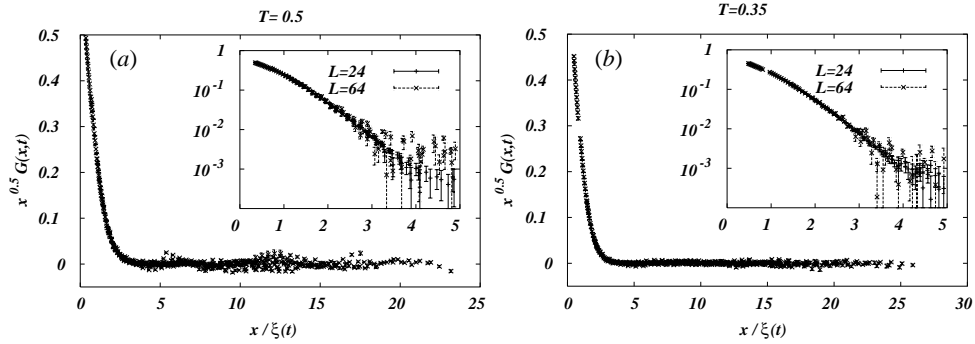 T= 0.5
(a)
x^0.5 G(x,t)
0.5
0.4
0.3
0.2
0.1
0
0 5 10 15 20 25
x / ξ(t)
L=24
L=64
1
10^-1
10^-2
10^-3
0 1 2 3 4 5
T=0.35
(b)
x^0.5 G(x,t)
0.5
0.4
0.3
0.2
0.1
0
0 5 10 15 20 25 30
x / ξ(t)
L=24
L=64
1
10^-1
10^-2
10^-3
0 1 2 3 4 5